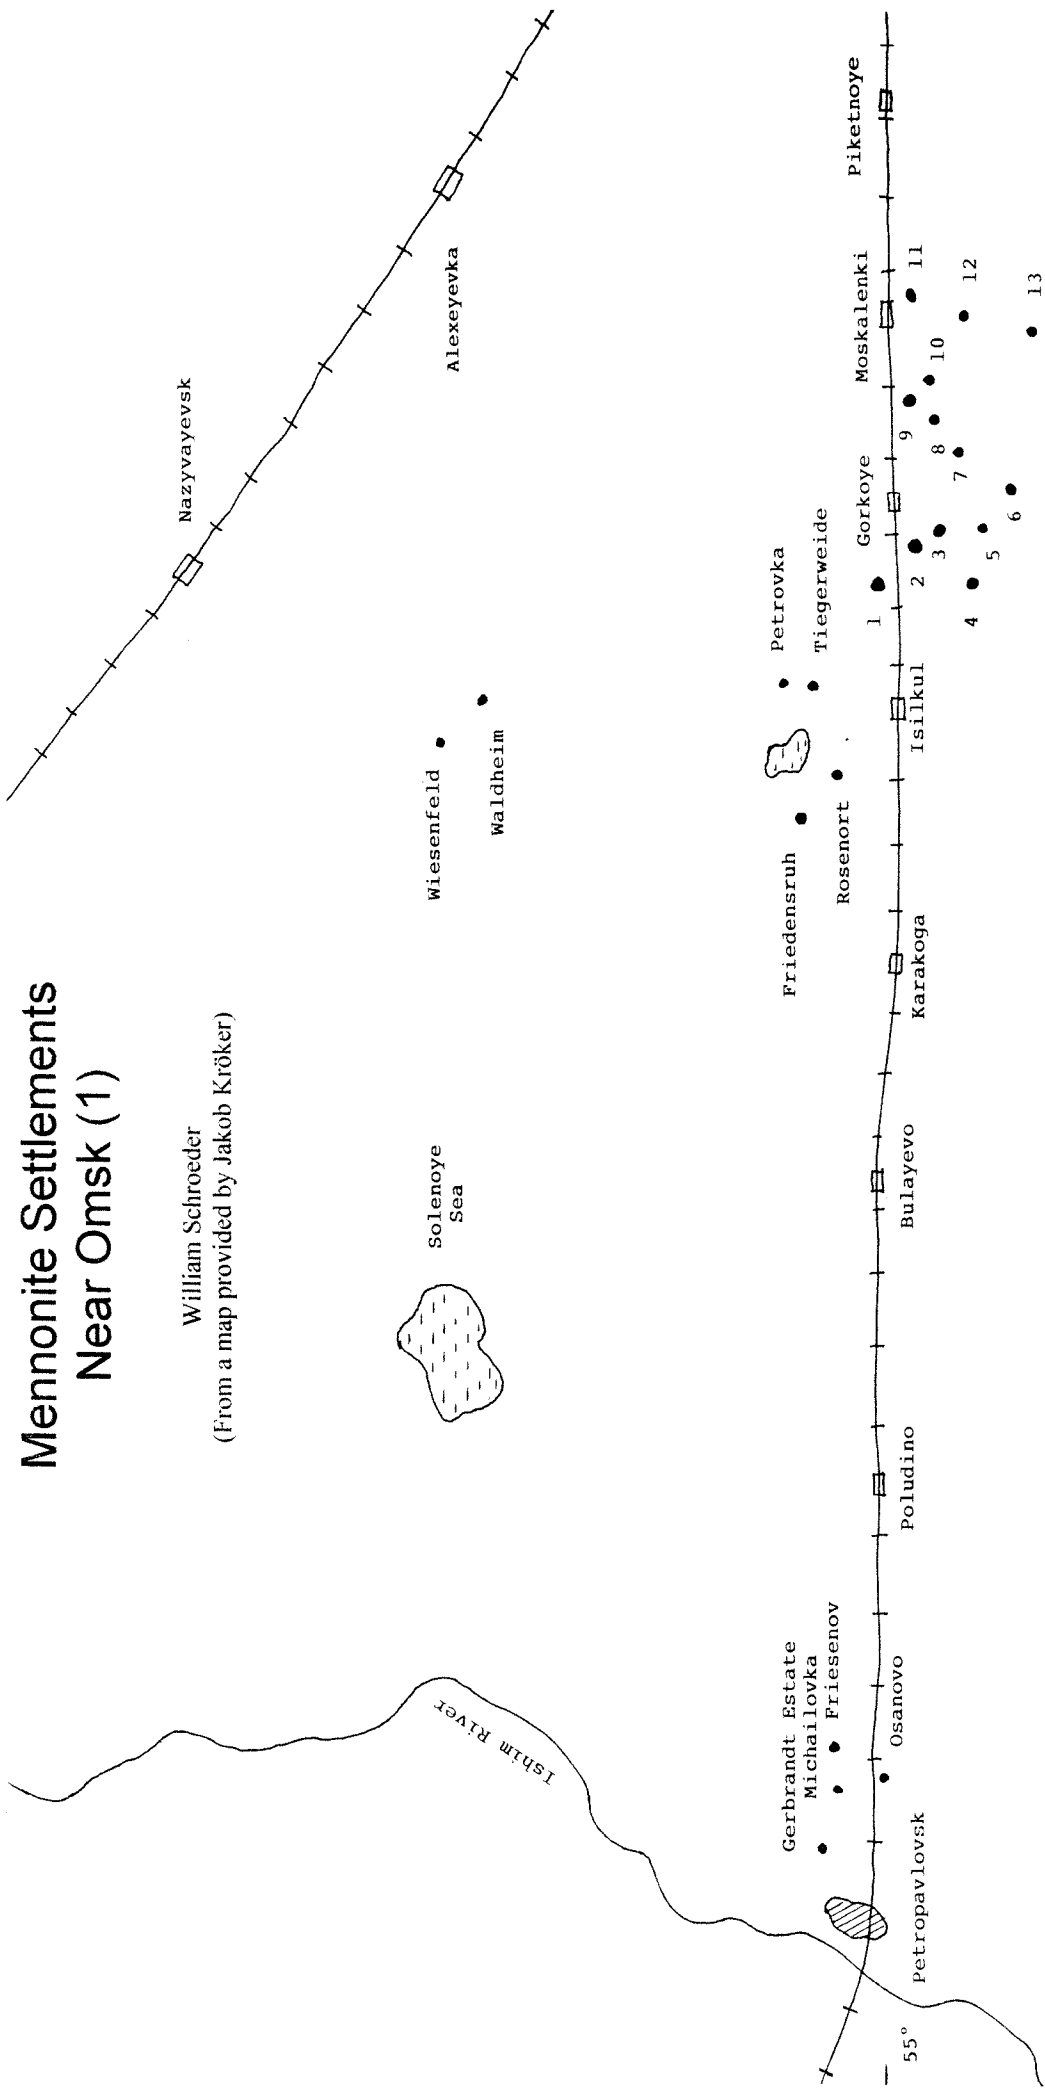 Mennonite Settlements
Near Omsk (1)
William Schroeder
(From a map provided by Jakob Kröker)
Nazyvayevsk
Alexeyevka
Wiesenfeld
Waldheim
Solenoye
Sea
Ishim River
Petrovka
Tiegerweide
Friedensruh
Rosenort
Gerbrandt Estate
Michailovka
Friesenov
Osanovo
Petropavlovsk
Poludino
Bulayevo
Karakoga
Isilkul
Gorkoye
Moskalenki
Piketnoye
1
2
3
4
5
6
7
8
9
10
11
12
13
55°